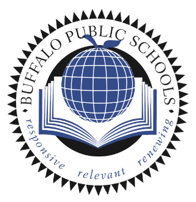 BUFFALO PUBLIC SCHOOLS
responsive relevant renewing